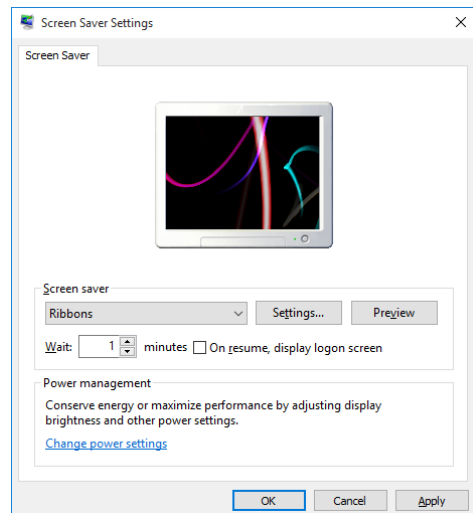 Screen Saver Settings
Screen Saver
Screen saver
Ribbons
Settings...
Preview
Wait: 1 minutes On resume, display logon screen
Power management
Conserve energy or maximize performance by adjusting display
brightness and other power settings.
Change power settings
OK Cancel Apply